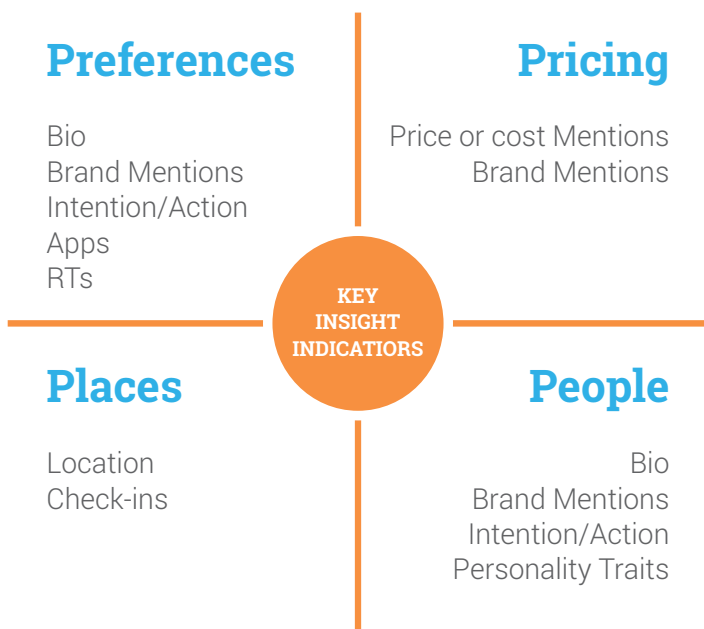 Preferences
Bio
Brand Mentions
Intention/Action
Apps
RTs
Pricing
Price or cost Mentions
Brand Mentions
KEY
INSIGHT
INDICATIORS
Places
Location
Check-ins
People
Bio
Brand Mentions
Intention/Action
Personality Traits